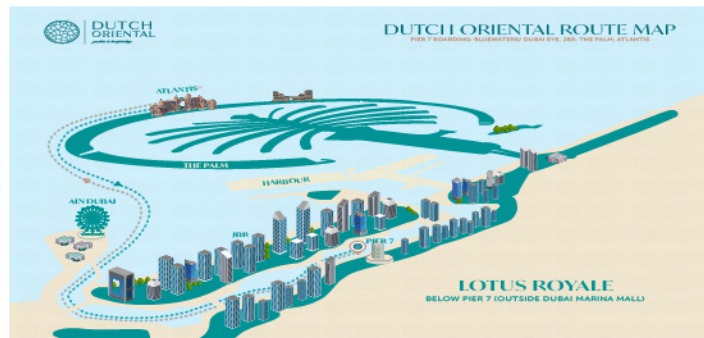 DUTCH
ORIENTAL
DUTCH ORIENTAL ROUTE MAP
PIER 7 BOARDING: BLUEWATERS/ DUBAI EYE, JBR, THE PALM, ATLANTIS
ATLANTIS
THE PALM
HARBOUR
AIN DUBAI
JBR
PIER 7
LOTUS ROYALE
BELOW PIER 7 (OUTSIDE DUBAI MARINA MALL)